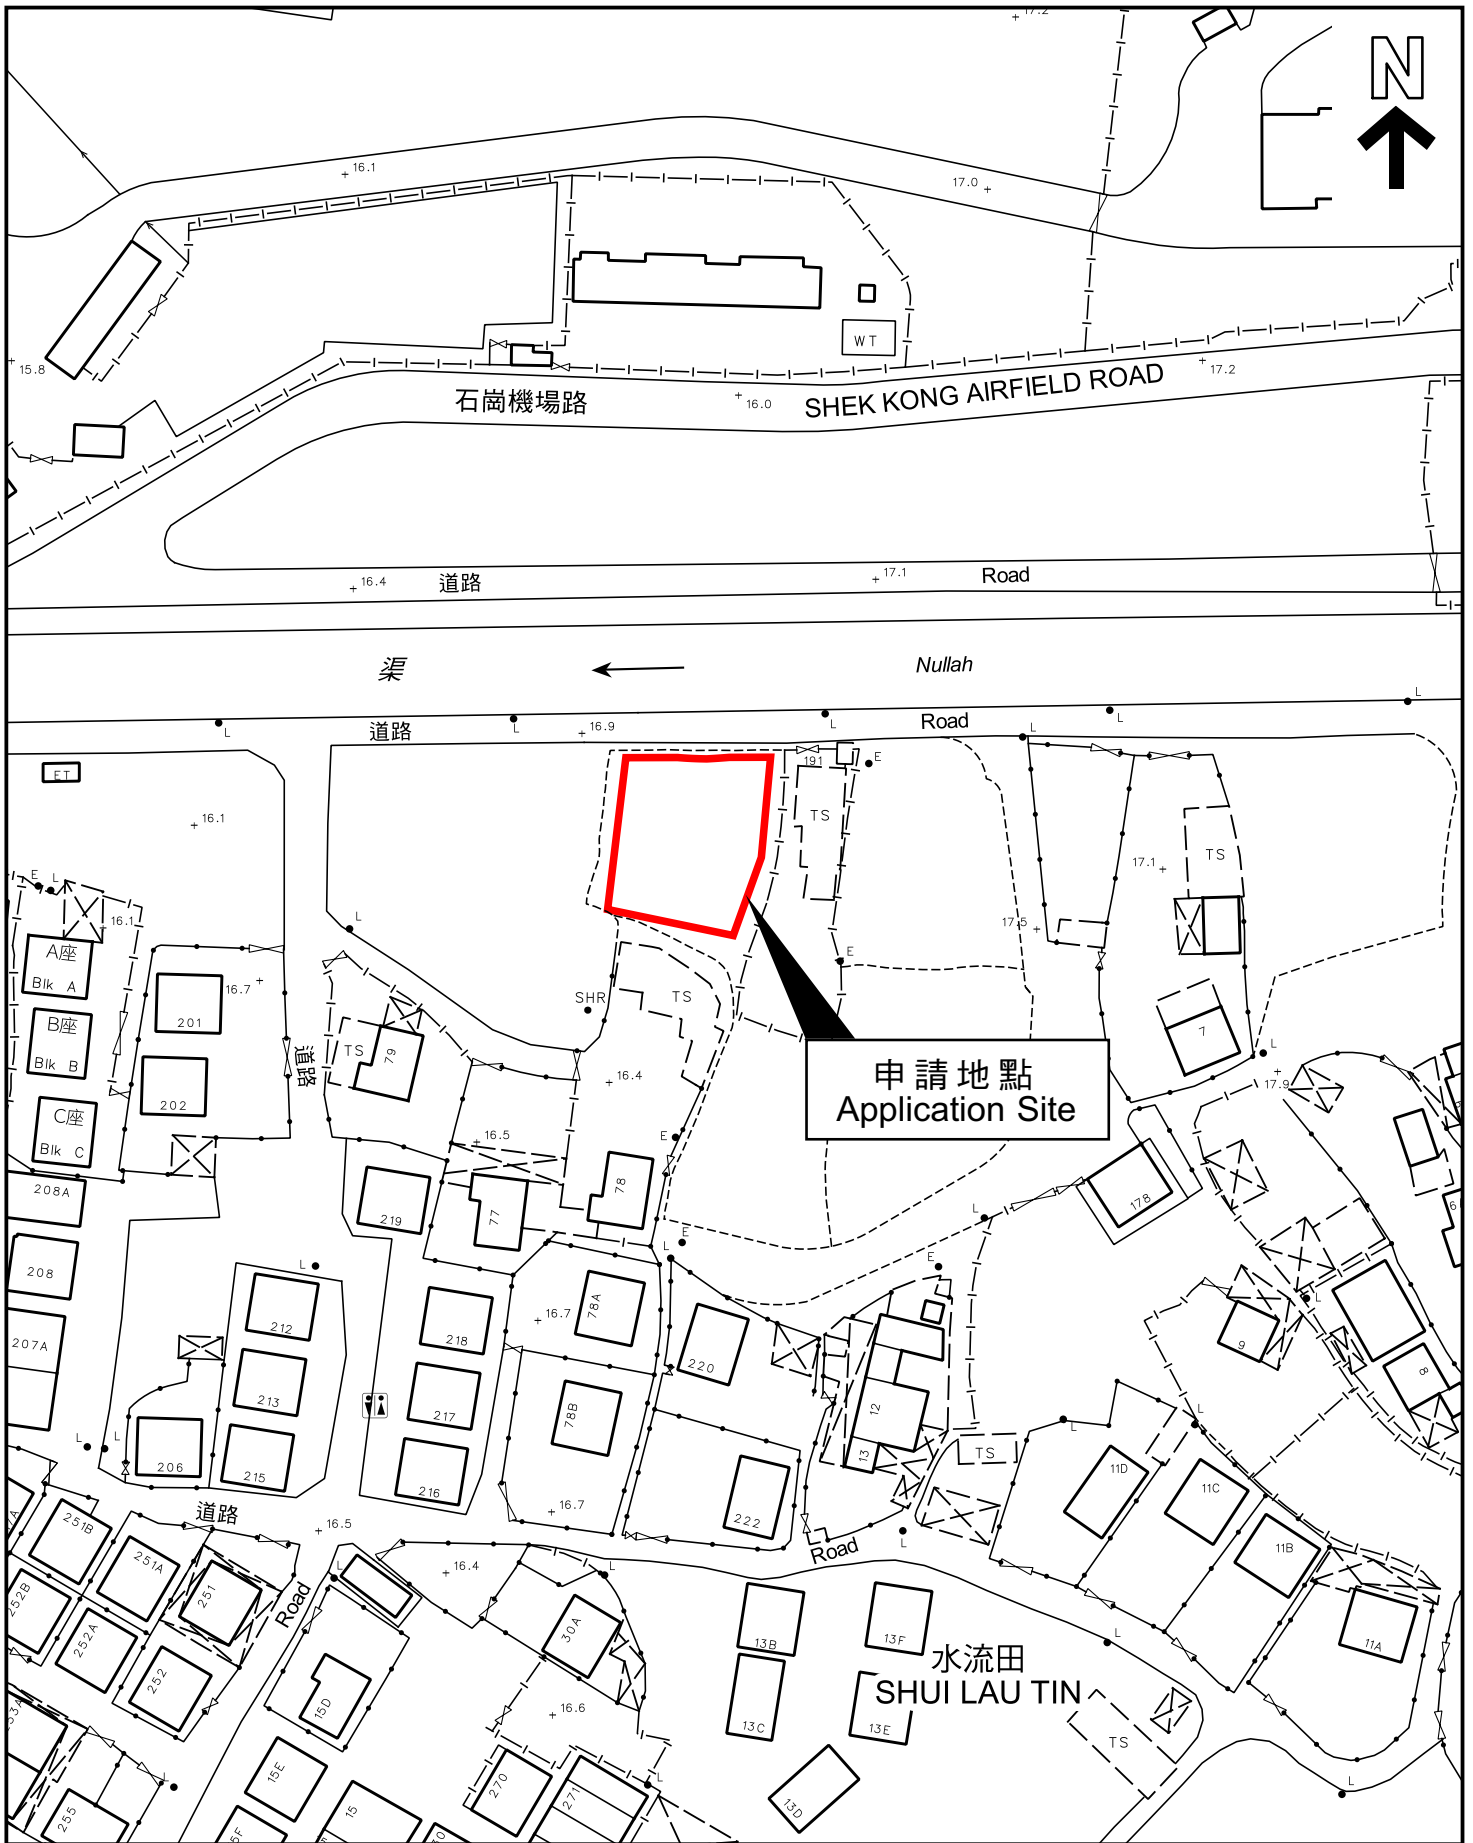 17.2
N
16.1
17.0
WT
15.8
17.2
石崗機場路
16.0
SHEK KONG AIRFIELD ROAD
16.4
道路
17.1
Road
渠
Nullah
L
L
L
L
L
道路
16.9
Road
L
191
E
ET
TS
16.1
17.1
TS
E
L
16.1
L
17.5
A座
Blk A
16.7
201
SHR
TS
E
B座
Blk B
道路
TS
79
7
L
申請地點
Application Site
16.4
17.9
202
C座
Blk C
16.5
E
208A
219
77
78
178
L
208
L
L
E
E
212
78A
16.7
L
207A
218
220
9
8
213
217
78B
12
13
L
L
L
L
206
215
216
TS
11D
11C
道路
16.5
16.7
222
Road
L
251B
251A
251
11B
L
16.4
L
252B
252A
Road
30A
13B
13F
11A
252
15D
水流田
SHUI LAU TIN
L
16.6
13C
13E
253A
TS
15E
270
271
L
L
L
255
15
13D